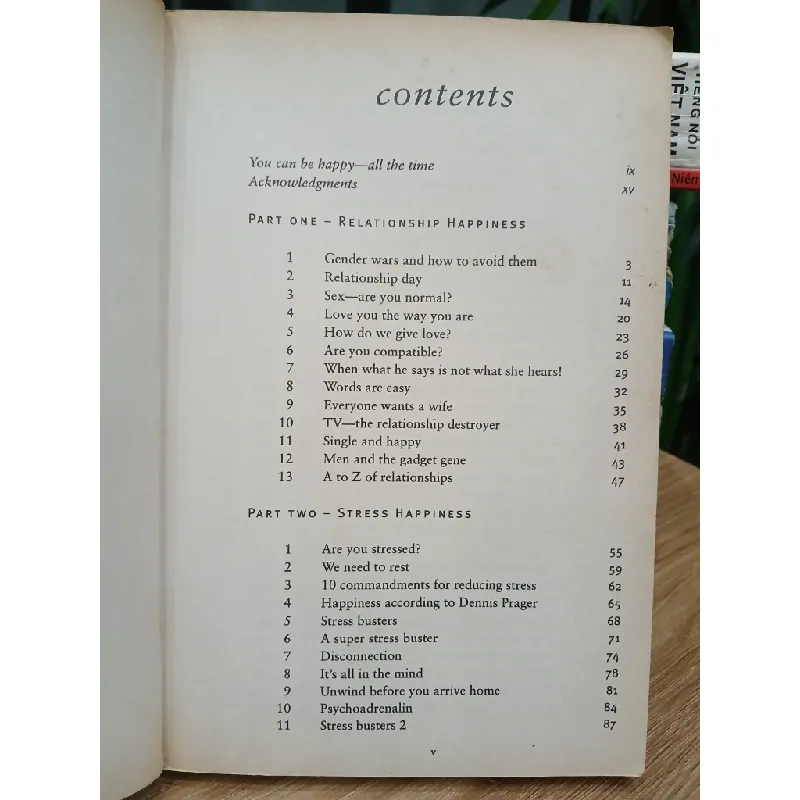 contents
You can be happy—all the time ix
Acknowledgments xv
PART ONE – RELATIONSHIP HAPPINESS
1 Gender wars and how to avoid them 3
2 Relationship day 11
3 Sex—are you normal? 14
4 Love you the way you are 20
5 How do we give love? 23
6 Are you compatible? 26
7 When what he says is not what she hears! 29
8 Words are easy 32
9 Everyone wants a wife 35
10 TV—the relationship destroyer 38
11 Single and happy 41
12 Men and the gadget gene 43
13 A to Z of relationships 47
PART TWO – STRESS HAPPINESS
1 Are you stressed? 55
2 We need to rest 59
3 10 commandments for reducing stress 62
4 Happiness according to Dennis Prager 65
5 Stress busters 68
6 A super stress buster 71
7 Disconnection 74
8 It's all in the mind 78
9 Unwind before you arrive home 81
10 Psychoadrenalin 84
11 Stress busters 2 87
v
TIẾNG NÓI
VIỆT NAM
Niên